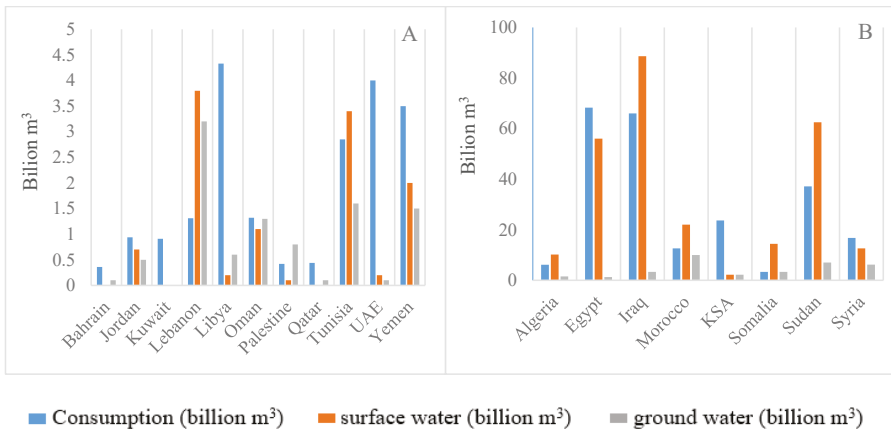 A
5
4.5
4
3.5
3
2.5
2
1.5
1
0.5
0
Bilion m³
Bahrain
Jordan
Kuwait
Lebanon
Libya
Oman
Palestine
Qatar
Tunisia
UAE
Yemen
B
100
80
60
40
20
0
Bilion m³
Algeria
Egypt
Iraq
Morocco
KSA
Somalia
Sudan
Syria
Consumption (billion m³) surface water (billion m³) ground water (billion m³)